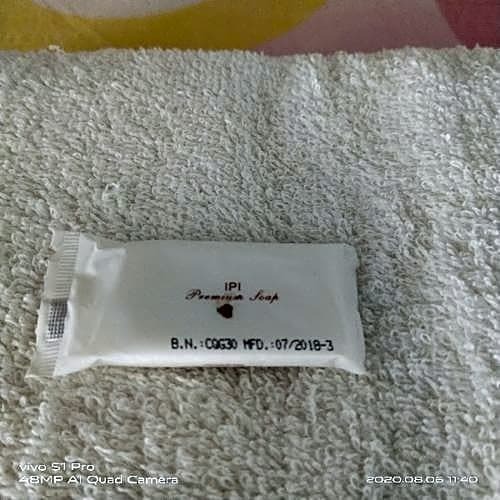 IPI
Premium Soap
B.N.:CQG30 MFD.:07/2018-3
vivo S1 Pro
48MP AI Quad Camera
2020.08.06 11:40